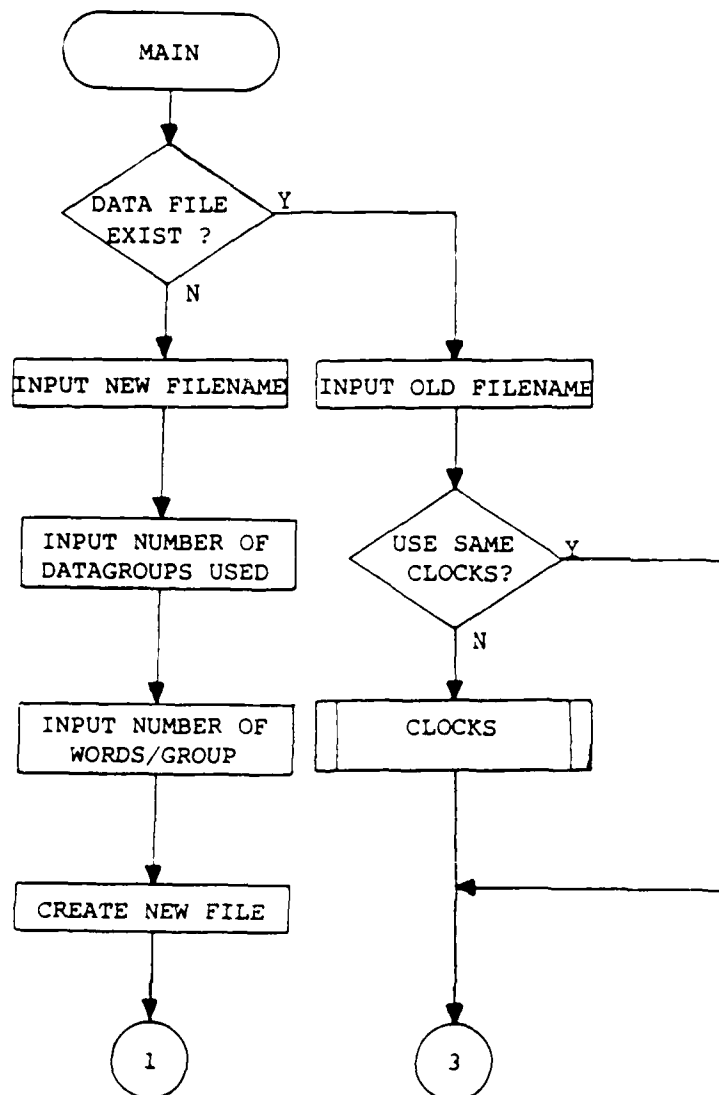 MAIN
DATA FILE
EXIST ?
Y
N
INPUT NEW FILENAME
INPUT OLD FILENAME
INPUT NUMBER OF
DATAGROUPS USED
USE SAME
CLOCKS?
Y
N
INPUT NUMBER OF
WORDS/GROUP
CLOCKS
CREATE NEW FILE
1
3